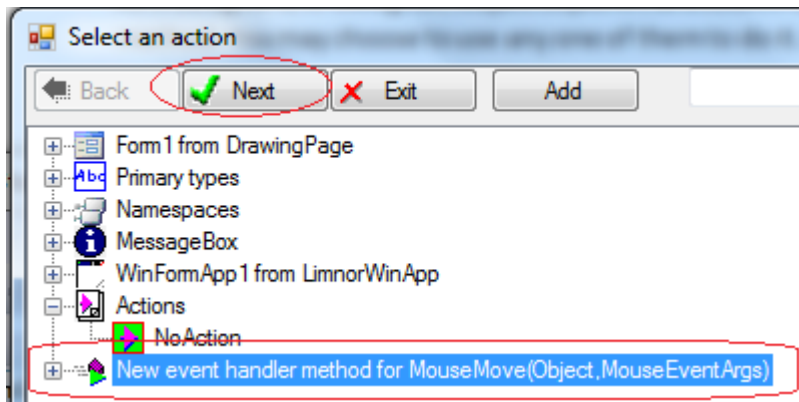 Select an action
Back Next Exit Add
Form1 from DrawingPage
Abc Primary types
Namespaces
MessageBox
WinFormApp1 from LimnorWinApp
Actions
NoAction
New event handler method for MouseMove(Object,MouseEventArgs)